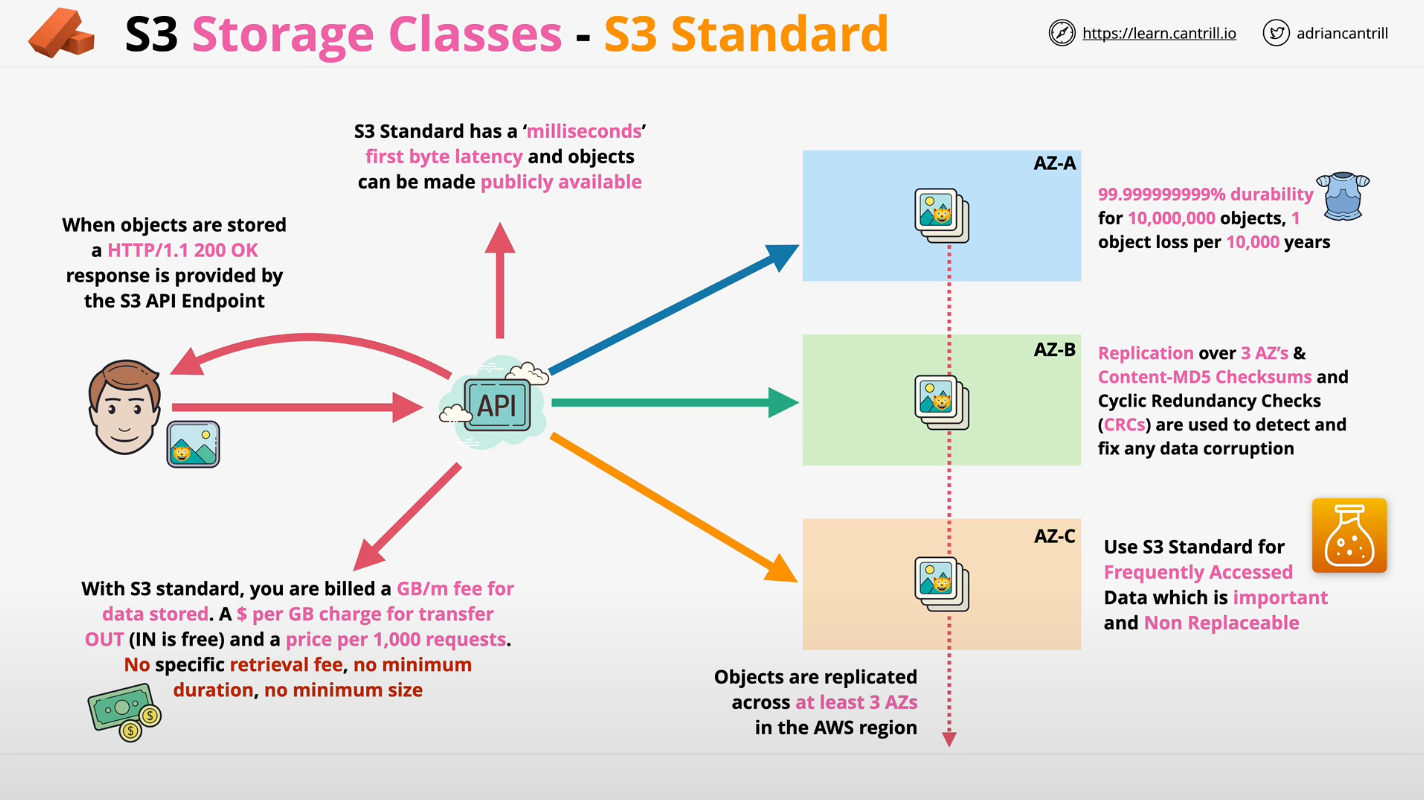 S3 Storage Classes - S3 Standard
https://learn.cantrill.io
adriancantrill
S3 Standard has a ‘milliseconds’
first byte latency and objects
can be made publicly available
When objects are stored
a HTTP/1.1 200 OK
response is provided by
the S3 API Endpoint
API
With S3 standard, you are billed a GB/m fee for
data stored. A $ per GB charge for transfer
OUT (IN is free) and a price per 1,000 requests.
No specific retrieval fee, no minimum
duration, no minimum size
AZ-A
99.999999999% durability
for 10,000,000 objects, 1
object loss per 10,000 years
AZ-B
Replication over 3 AZ’s &
Content-MD5 Checksums and
Cyclic Redundancy Checks
(CRCs) are used to detect and
fix any data corruption
AZ-C
Use S3 Standard for
Frequently Accessed
Data which is important
and Non Replaceable
Objects are replicated
across at least 3 AZs
in the AWS region